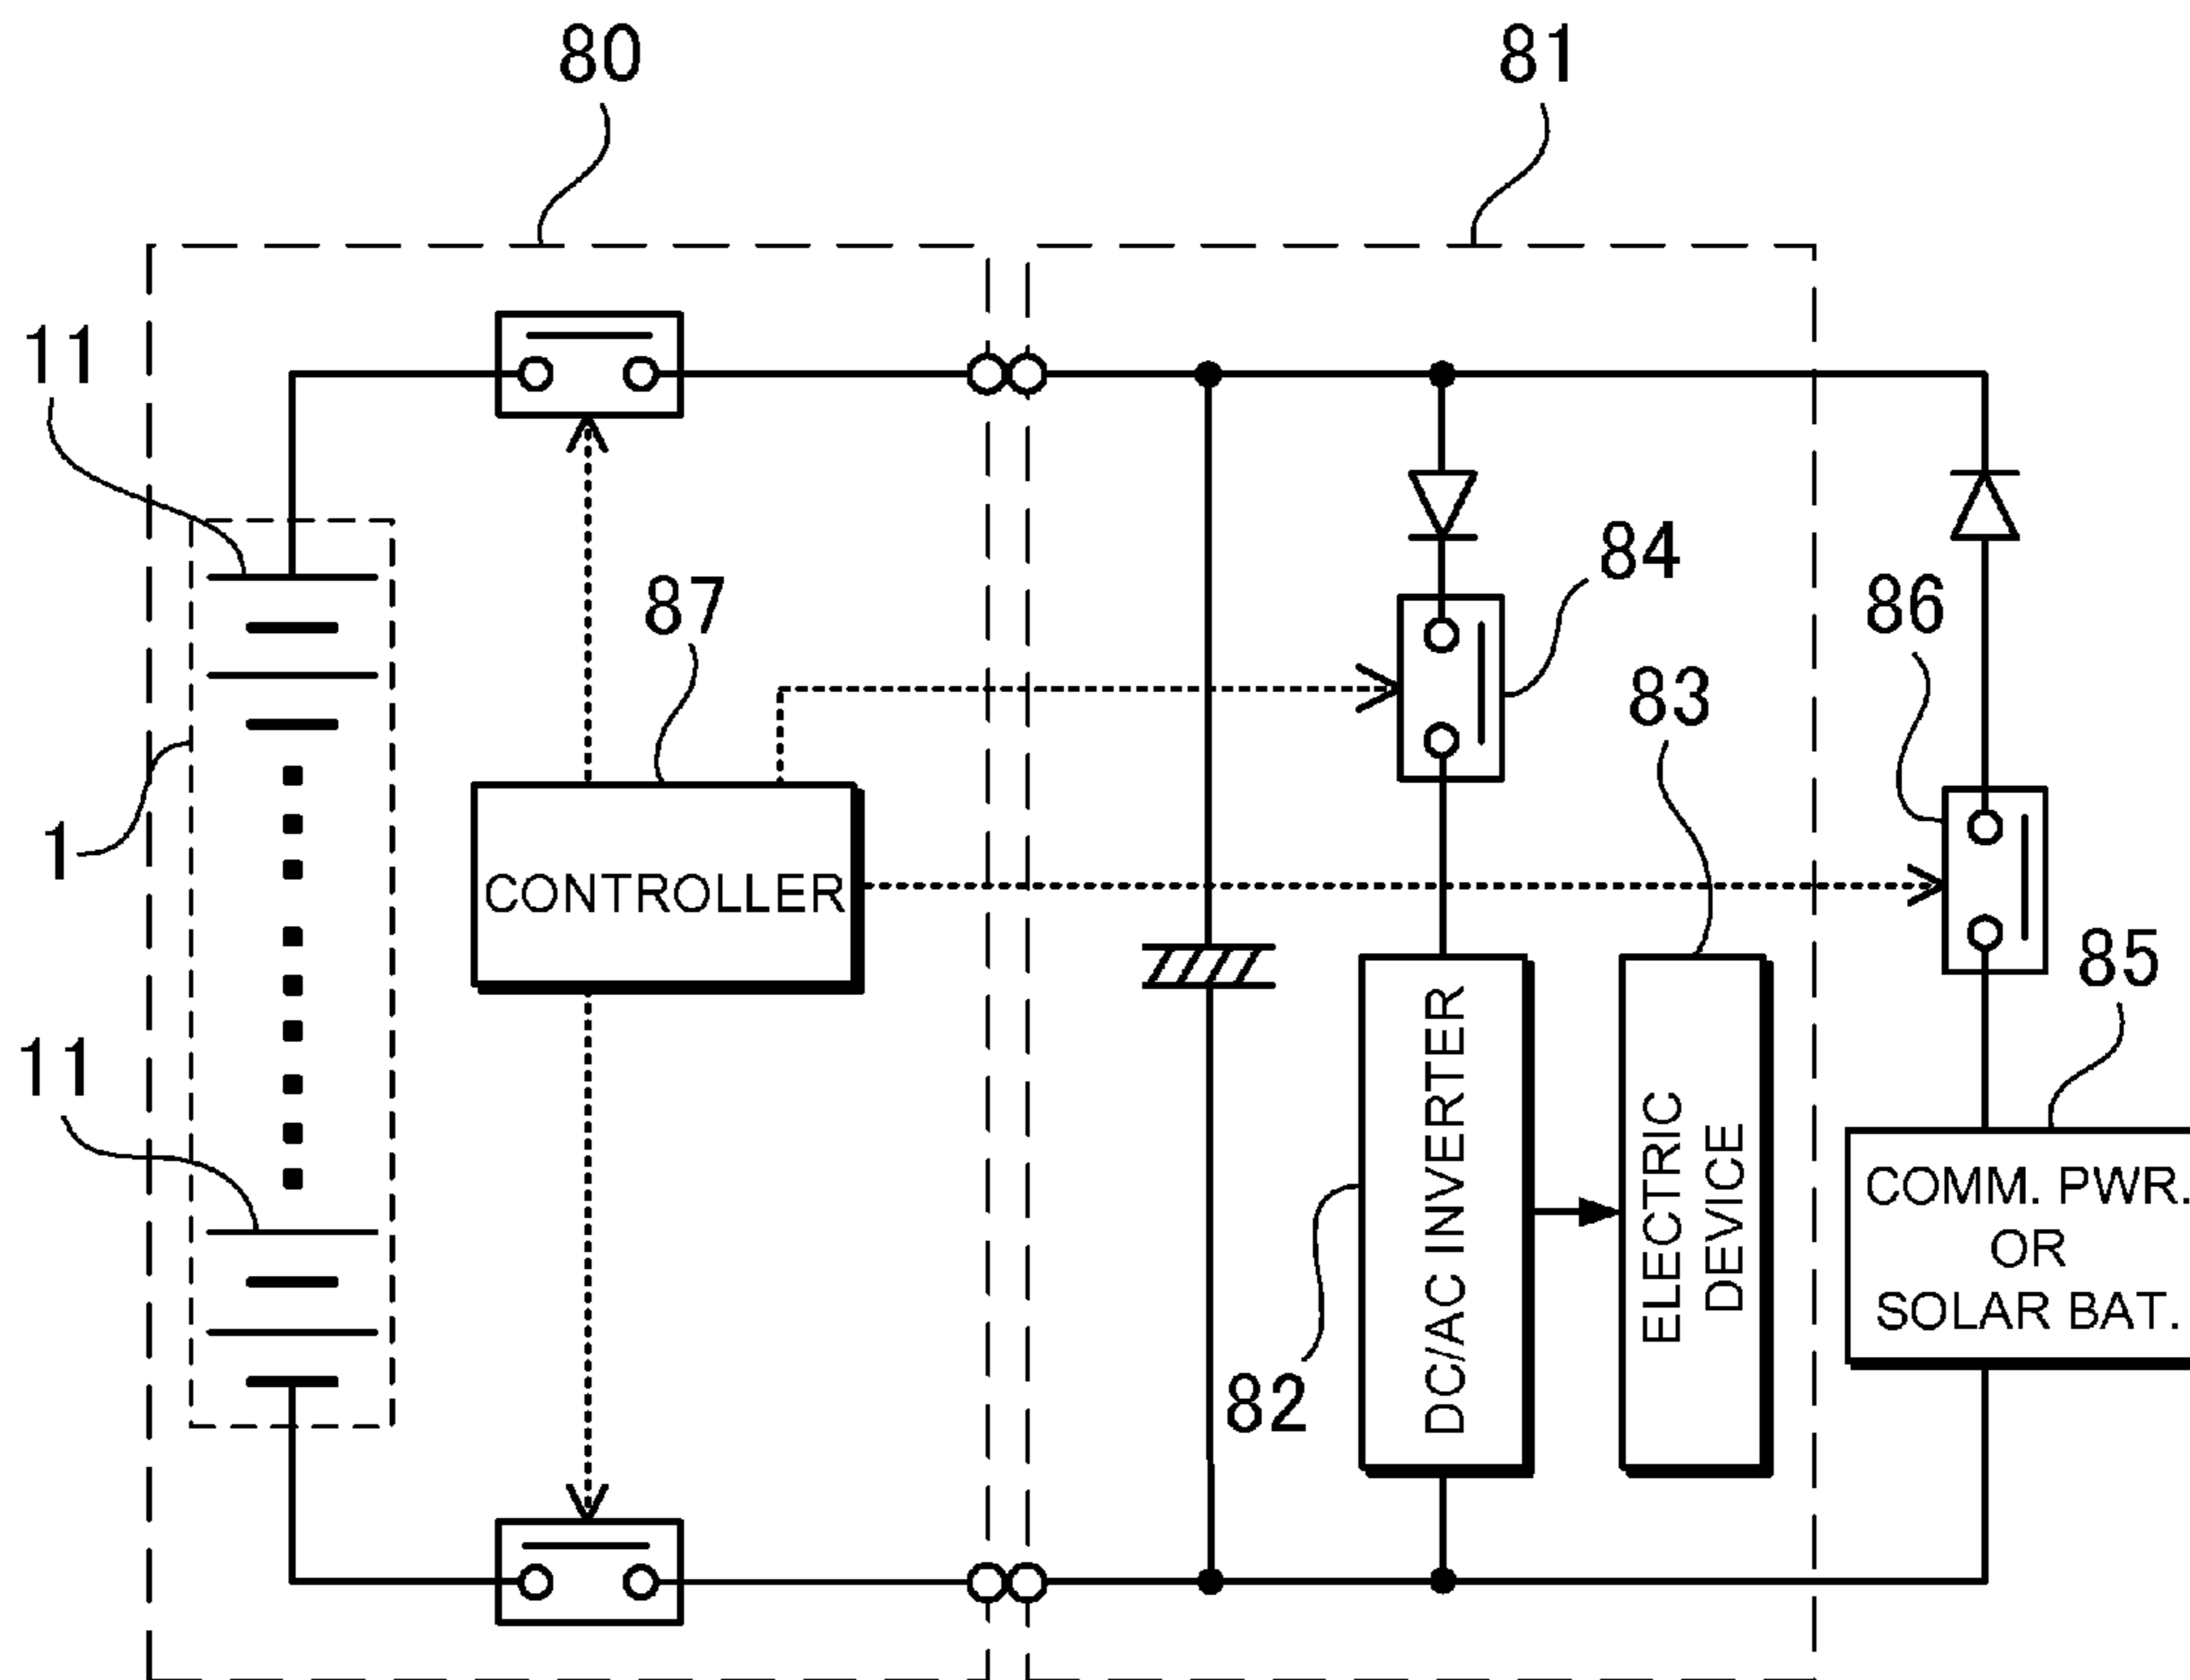 80
81
11
84
87
86
83
1
CONTROLLER
85
11
DC/AC INVERTER
ELECTRIC
DEVICE
COMM. PWR.
OR
SOLAR BAT.
82